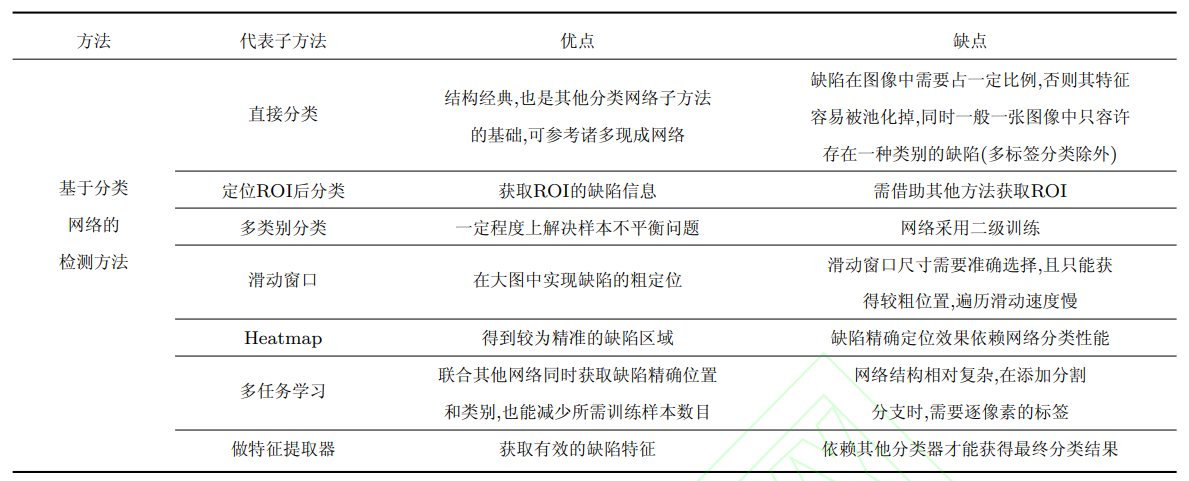 方法 代表子方法 优点 缺点
缺陷在图像中需要占一定比例,否则其特征
结构经典,也是其他分类网络子方法
直接分类
容易被池化掉,同时一般一张图像中只容许
的基础,可参考诸多现成网络
存在一种类别的缺陷(多标签分类除外)
基于分类
网络的
检测方法
定位ROI后分类 获取ROI的缺陷信息 需借助其他方法获取ROI
多类别分类 一定程度上解决样本不平衡问题 网络采用二级训练
滑动窗口 在大图中实现缺陷的粗定位
滑动窗口尺寸需要准确选择,且只能获
得较粗位置,遍历滑动速度慢
Heatmap 得到较为精准的缺陷区域 缺陷精确定位效果依赖网络分类性能
多任务学习
联合其他网络同时获取缺陷精确位置
和类别,也能减少所需训练样本数目
网络结构相对复杂,在添加分割
分支时,需要逐像素的标签
做特征提取器 获取有效的缺陷特征 依赖其他分类器才能获得最终分类结果